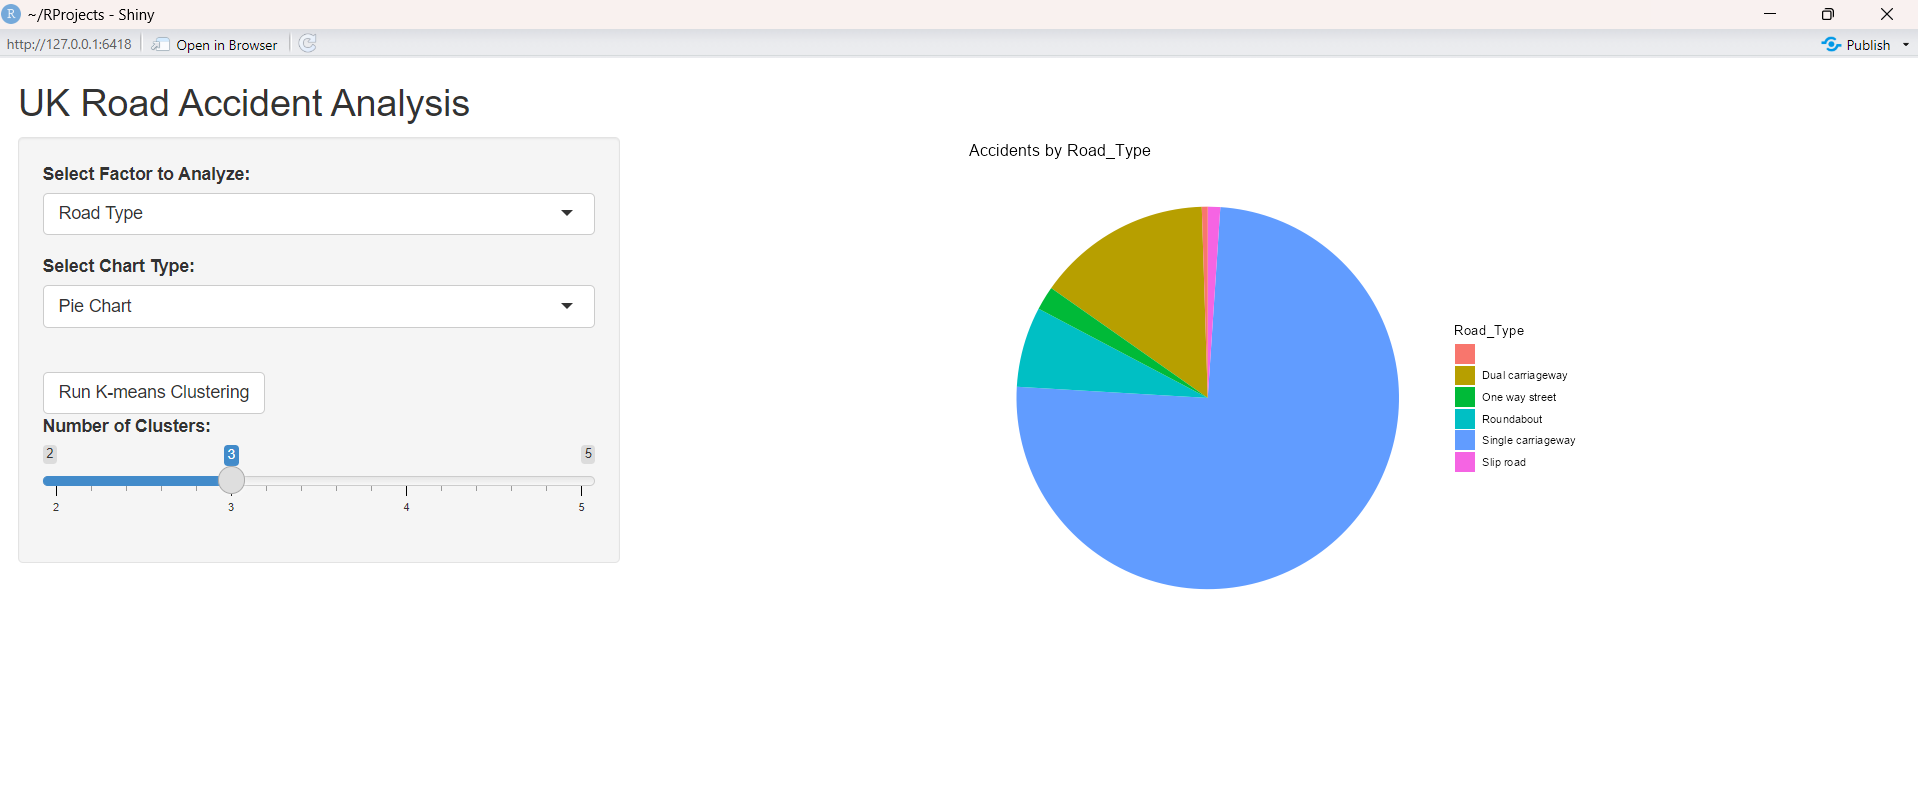 R ~/RProjects - Shiny
http://127.0.0.1:6418 Open in Browser Publish
UK Road Accident Analysis
Select Factor to Analyze:
Road Type
Select Chart Type:
Pie Chart
Run K-means Clustering
Number of Clusters:
2 3 5
2 3 4 5
Accidents by Road_Type
Road_Type
Dual carriageway
One way street
Roundabout
Single carriageway
Slip road